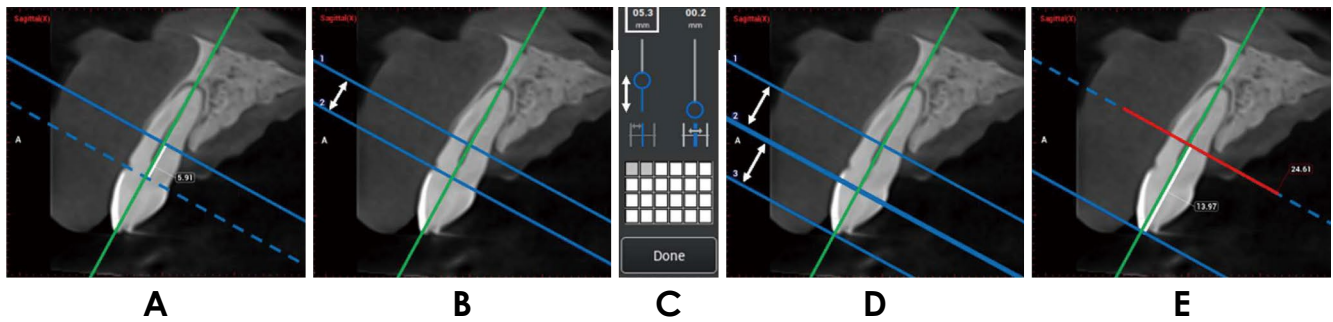 Sagittal(X)
A
5.91
Sagittal(X)
1
2
A
05.3 00.2
mm mm
Done
Sagittal(X)
1
2
A
3
Sagittal(X)
A
24.61
13.97
A B C D E